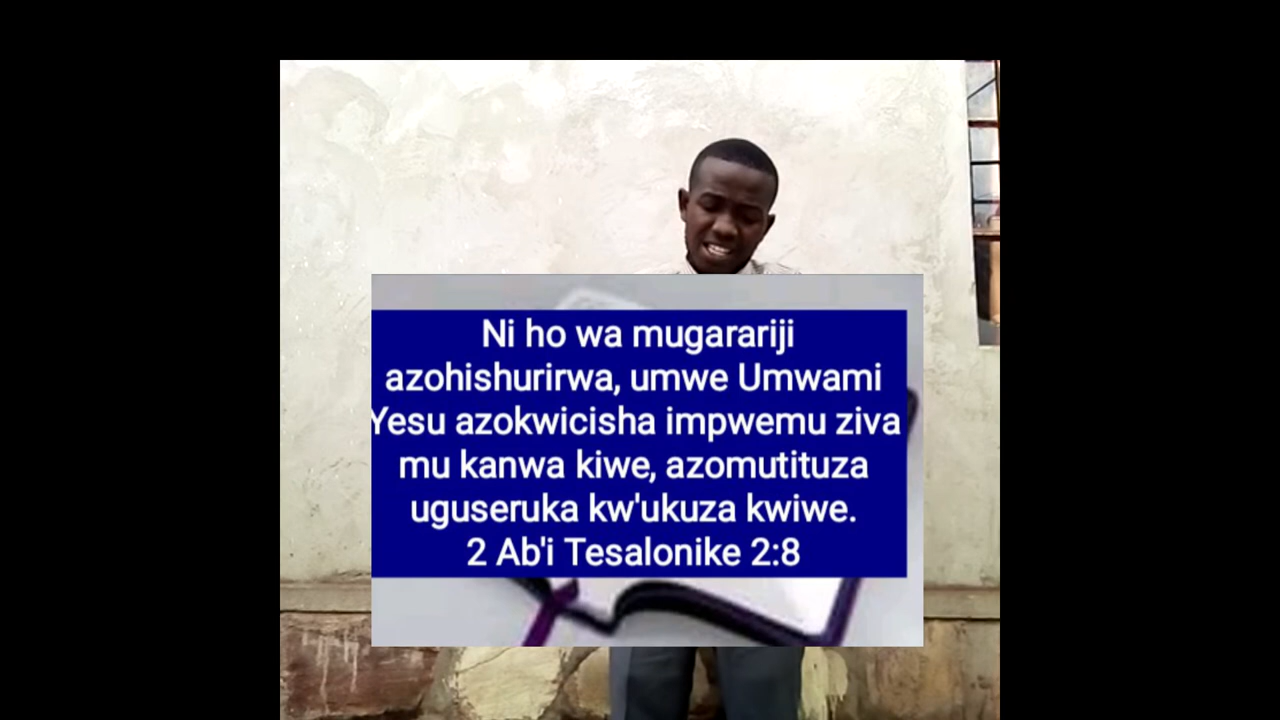 Ni ho wa mugarariji
azohishurirwa, umwe Umwami
Yesu azokwicisha impwemu ziva
mu kanwa kiwe, azomutituza
uguseruka kw'ukuza kwiwe.
2 Ab'i Tesalonike 2:8